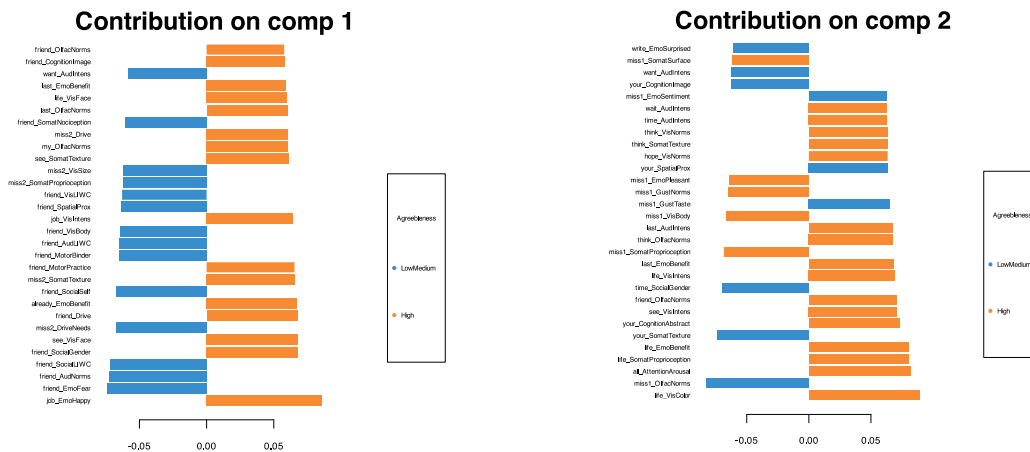 Contribution on comp 1
friend_OlfacNorms
friend_CognitionImage
want_AudIntens
last_EmoBenefit
life_VisFace
last_OlfacNorms
friend_SomatNociception
miss2_Drive
my_OlfacNorms
see_SomatTexture
miss2_VisSize
miss2_SomatProprioception
friend_VisLIWC
friend_SpatialProx
job_VisIntens
friend_VisBody
friend_AudLIWC
friend_MotorBinder
friend_MotorPractice
miss2_SomatTexture
friend_SocialSelf
already_EmoBenefit
friend_Drive
miss2_DriveNeeds
see_VisFace
friend_SocialGender
friend_SocialLIWC
friend_AudNorms
friend_EmoFear
job_EmoHappy
-0.05 0.00 0.05
Agreebleness
LowMedium
High
Contribution on comp 2
write_EmoSurprised
miss1_SomatSurface
want_AudIntens
your_CognitionImage
miss1_EmoSentiment
wait_AudIntens
time_AudIntens
think_VisNorms
think_SomatTexture
hope_VisNorms
your_SpatialProx
miss1_EmoPleasant
miss1_GustNorms
miss1_GustTaste
miss1_VisBody
last_AudIntens
think_OlfacNorms
miss1_SomatProprioception
last_EmoBenefit
life_VisIntens
time_SocialGender
friend_OlfacNorms
see_VisIntens
your_CognitionAbstract
your_SomatTexture
life_EmoBenefit
life_SomatProprioception
all_AttentionArousal
miss1_OlfacNorms
life_VisColor
-0.05 0.00 0.05
Agreebleness
LowMedium
High